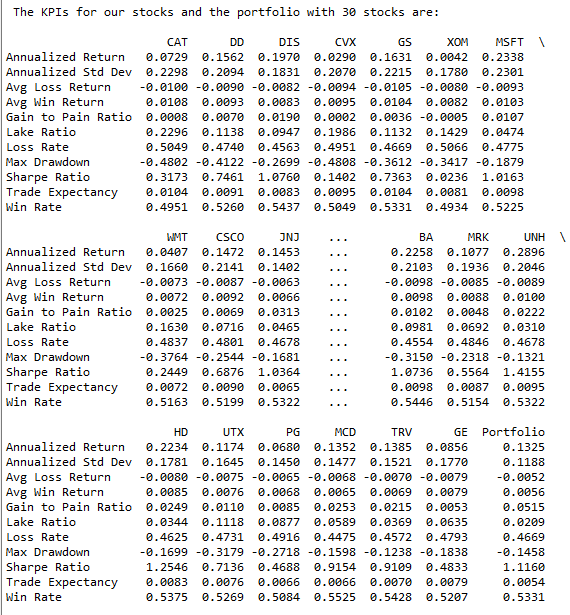 The KPIs for our stocks and the portfolio with 30 stocks are:
CAT DD DIS CVX GS XOM MSFT \
Annualized Return 0.0729 0.1562 0.1970 0.0290 0.1631 0.0042 0.2338
Annualized Std Dev 0.2298 0.2094 0.1831 0.2070 0.2215 0.1780 0.2301
Avg Loss Return -0.0100 -0.0090 -0.0082 -0.0094 -0.0105 -0.0080 -0.0093
Avg Win Return 0.0108 0.0093 0.0083 0.0095 0.0104 0.0082 0.0103
Gain to Pain Ratio 0.0008 0.0070 0.0190 0.0002 0.0036 -0.0005 0.0107
Lake Ratio 0.2296 0.1138 0.0947 0.1986 0.1132 0.1429 0.0474
Loss Rate 0.5049 0.4740 0.4563 0.4951 0.4669 0.5066 0.4775
Max Drawdown -0.4802 -0.4122 -0.2699 -0.4808 -0.3612 -0.3417 -0.1879
Sharpe Ratio 0.3173 0.7461 1.0760 0.1402 0.7363 0.0236 1.0163
Trade Expectancy 0.0104 0.0091 0.0083 0.0095 0.0104 0.0081 0.0098
Win Rate 0.4951 0.5260 0.5437 0.5049 0.5331 0.4934 0.5225
WMT CSCO JNJ ... BA MRK UNH \
Annualized Return 0.0407 0.1472 0.1453 ... 0.2258 0.1077 0.2896
Annualized Std Dev 0.1660 0.2141 0.1402 ... 0.2103 0.1936 0.2046
Avg Loss Return -0.0073 -0.0087 -0.0063 ... -0.0098 -0.0085 -0.0089
Avg Win Return 0.0072 0.0092 0.0066 ... 0.0098 0.0088 0.0100
Gain to Pain Ratio 0.0025 0.0069 0.0313 ... 0.0102 0.0048 0.0222
Lake Ratio 0.1630 0.0716 0.0465 ... 0.0981 0.0692 0.0310
Loss Rate 0.4837 0.4801 0.4678 ... 0.4554 0.4846 0.4678
Max Drawdown -0.3764 -0.2544 -0.1681 ... -0.3150 -0.2318 -0.1321
Sharpe Ratio 0.2449 0.6876 1.0364 ... 1.0736 0.5564 1.4155
Trade Expectancy 0.0072 0.0090 0.0065 ... 0.0098 0.0087 0.0095
Win Rate 0.5163 0.5199 0.5322 ... 0.5446 0.5154 0.5322
HD UTX PG MCD TRV GE Portfolio
Annualized Return 0.2234 0.1174 0.0680 0.1352 0.1385 0.0856 0.1325
Annualized Std Dev 0.1781 0.1645 0.1450 0.1477 0.1521 0.1770 0.1188
Avg Loss Return -0.0080 -0.0075 -0.0065 -0.0068 -0.0070 -0.0079 -0.0052
Avg Win Return 0.0085 0.0076 0.0068 0.0065 0.0069 0.0079 0.0056
Gain to Pain Ratio 0.0249 0.0110 0.0085 0.0253 0.0215 0.0053 0.0515
Lake Ratio 0.0344 0.1118 0.0877 0.0589 0.0369 0.0635 0.0209
Loss Rate 0.4625 0.4731 0.4916 0.4475 0.4572 0.4793 0.4669
Max Drawdown -0.1699 -0.3179 -0.2718 -0.1598 -0.1238 -0.1838 -0.1458
Sharpe Ratio 1.2546 0.7136 0.4688 0.9154 0.9109 0.4833 1.1160
Trade Expectancy 0.0083 0.0076 0.0066 0.0066 0.0070 0.0079 0.0054
Win Rate 0.5375 0.5269 0.5084 0.5525 0.5428 0.5207 0.5331